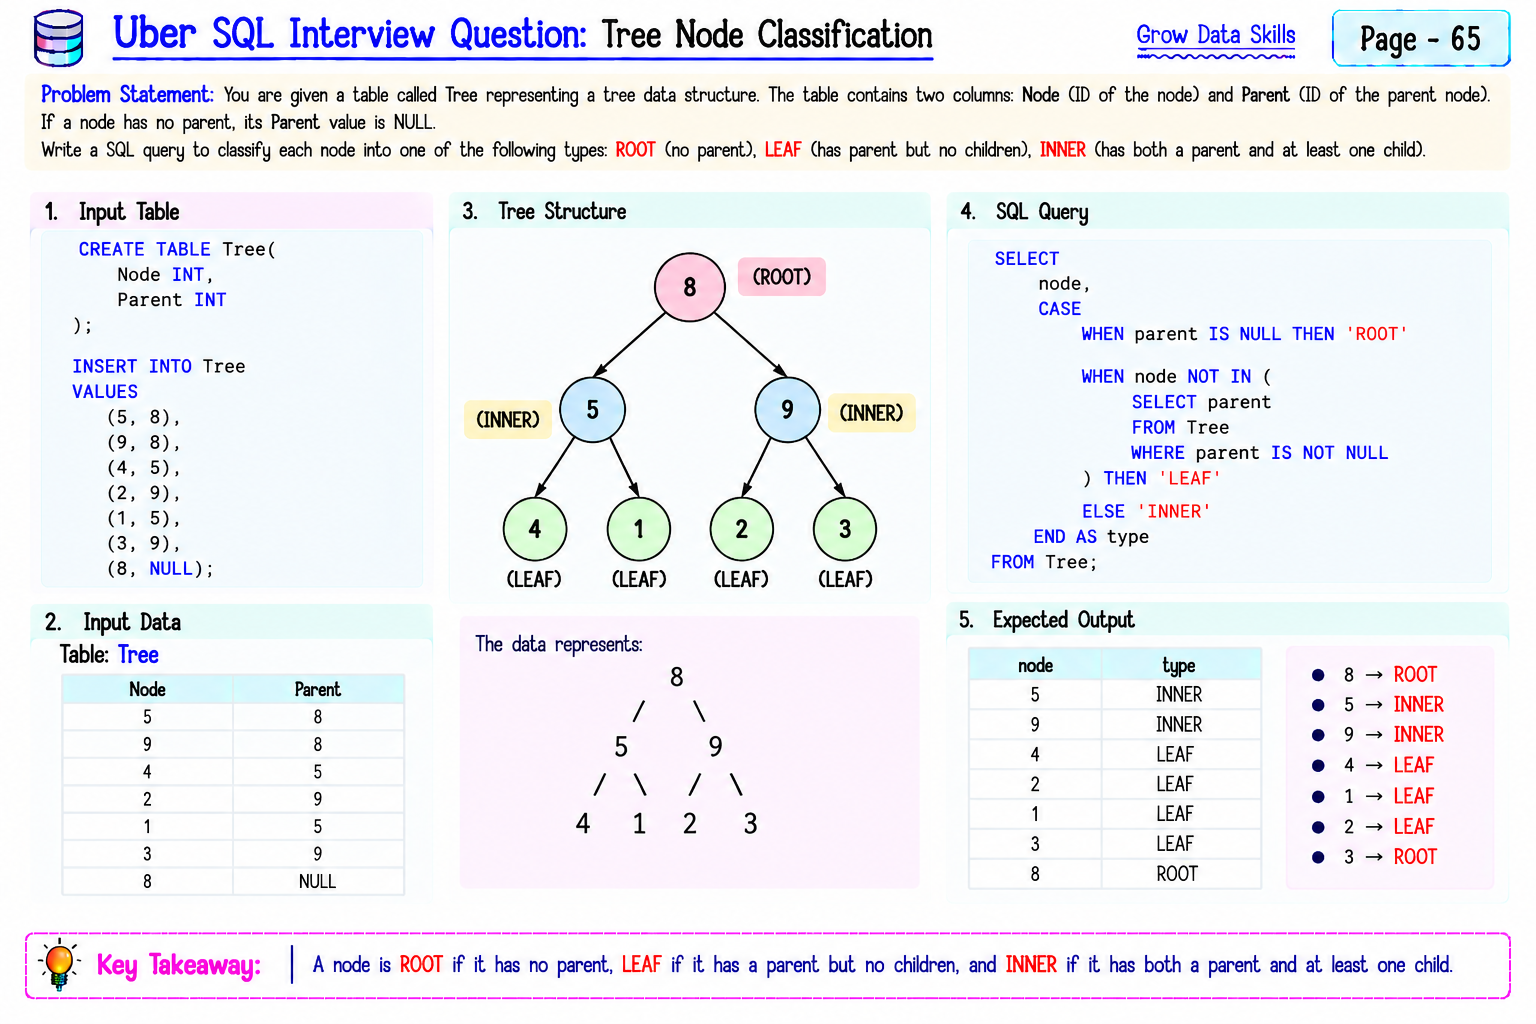 Uber SQL Interview Question: Tree Node Classification
Grow Data Skills
Page - 65
Problem Statement: You are given a table called Tree representing a tree data structure. The table contains two columns: Node (ID of the node) and Parent (ID of the parent node).
If a node has no parent, its Parent value is NULL.
Write a SQL query to classify each node into one of the following types: ROOT (no parent), LEAF (has parent but no children), INNER (has both a parent and at least one child).
1. Input Table
CREATE TABLE Tree(
Node INT,
Parent INT
);
INSERT INTO Tree
VALUES
(5, 8),
(9, 8),
(4, 5),
(2, 9),
(1, 5),
(3, 9),
(8, NULL);
2. Input Data
Table: Tree
Node Parent
5 8
9 8
4 5
2 9
1 5
3 9
8 NULL
3. Tree Structure
8 (ROOT)
(INNER) 5 9 (INNER)
4 1 2 3
(LEAF) (LEAF) (LEAF) (LEAF)
The data represents:
8
/ \
5 9
/ \ / \
4 1 2 3
4. SQL Query
SELECT
node,
CASE
WHEN parent IS NULL THEN 'ROOT'
WHEN node NOT IN (
SELECT parent
FROM Tree
WHERE parent IS NOT NULL
) THEN 'LEAF'
ELSE 'INNER'
END AS type
FROM Tree;
5. Expected Output
node type
5 INNER
9 INNER
4 LEAF
2 LEAF
1 LEAF
3 LEAF
8 ROOT
● 8 → ROOT
● 5 → INNER
● 9 → INNER
● 4 → LEAF
● 1 → LEAF
● 2 → LEAF
● 3 → ROOT
Key Takeaway: A node is ROOT if it has no parent, LEAF if it has a parent but no children, and INNER if it has both a parent and at least one child.